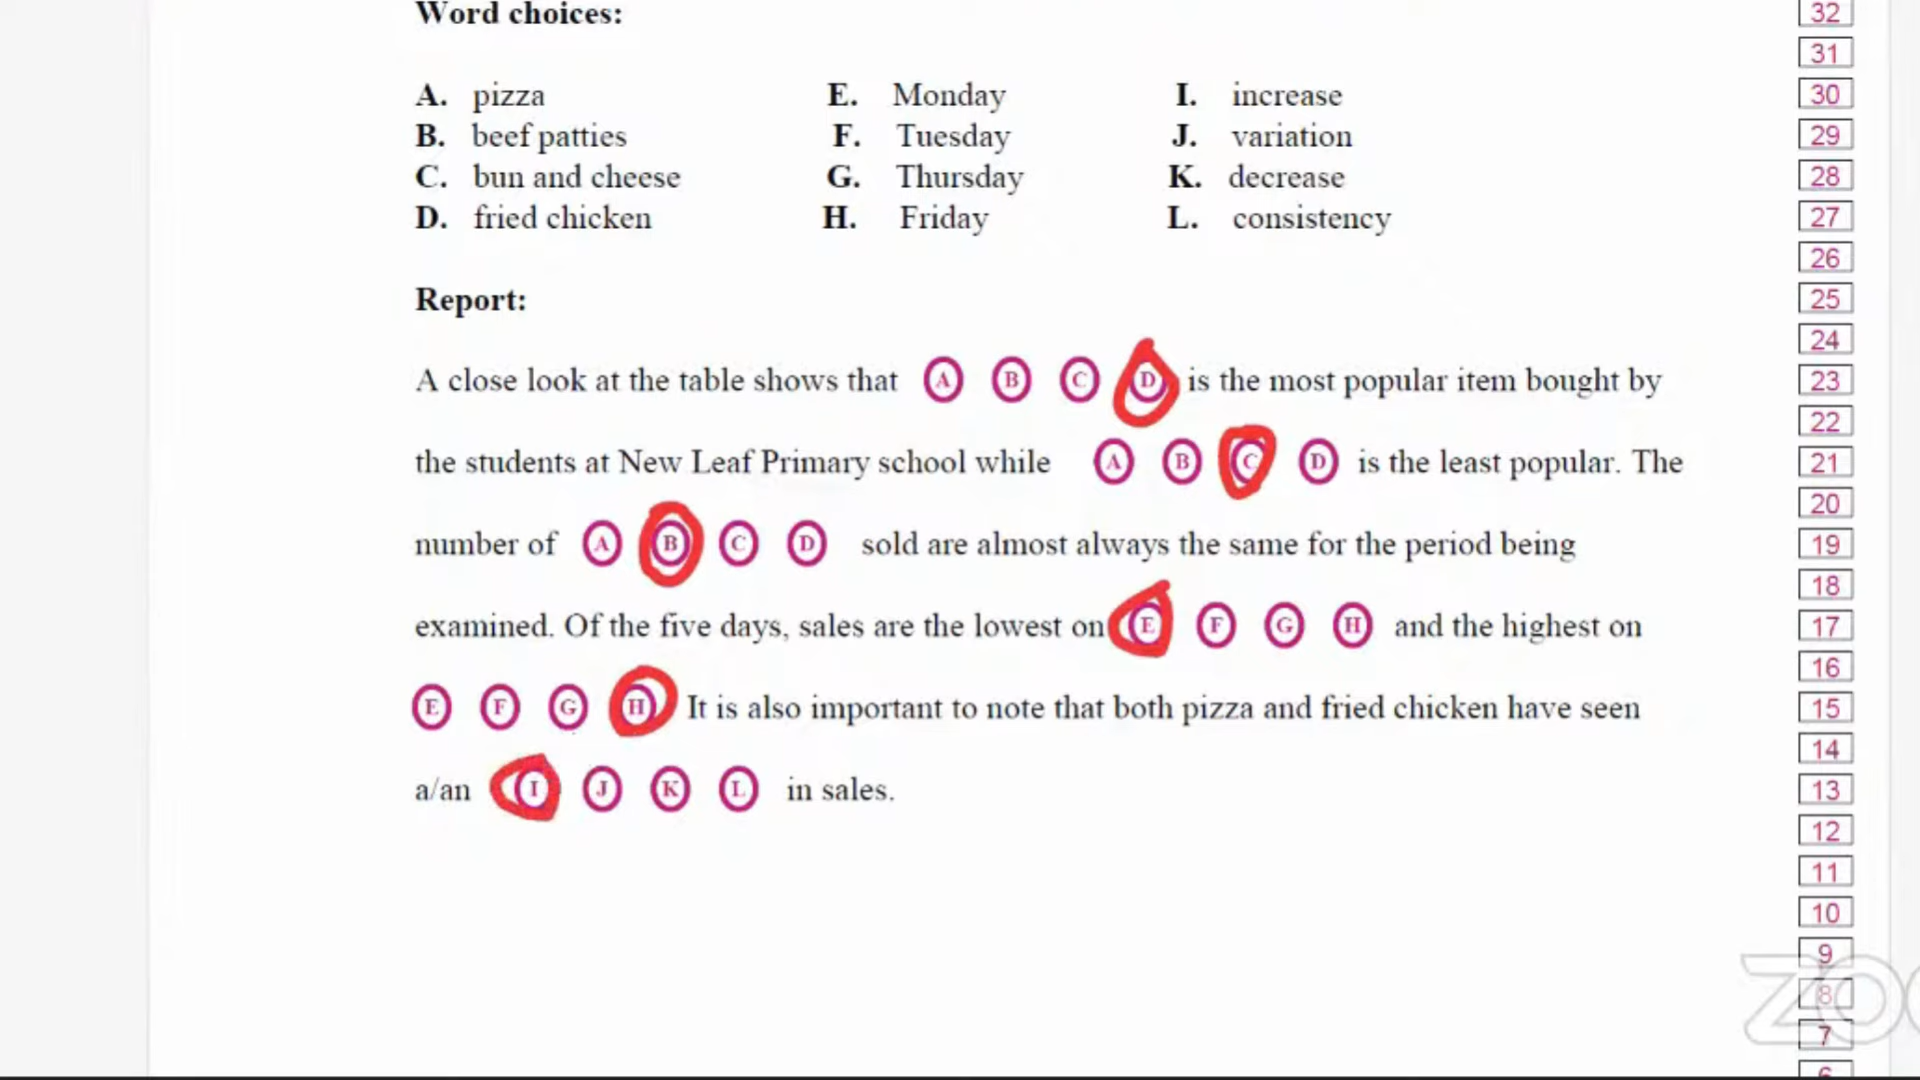 Word choices:
A. pizza E. Monday I. increase
B. beef patties F. Tuesday J. variation
C. bun and cheese G. Thursday K. decrease
D. fried chicken H. Friday L. consistency
Report:
A close look at the table shows that A B C D is the most popular item bought by
the students at New Leaf Primary school while A B C D is the least popular. The
number of A B C D sold are almost always the same for the period being
examined. Of the five days, sales are the lowest on E F G H and the highest on
E F G H It is also important to note that both pizza and fried chicken have seen
a/an I J K L in sales.
32
31
30
29
28
27
26
25
24
23
22
21
20
19
18
17
16
15
14
13
12
11
10
9
8
7
6